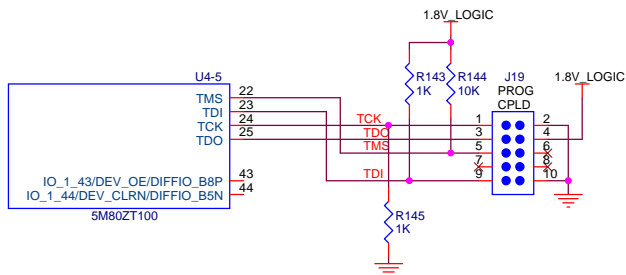 1.8V_LOGIC
U4-5
R143
1K
R144
10K
J19
PROG
CPLD
1.8V_LOGIC
TMS 22
TDI 23
TCK 24
TDO 25
TCK 1 2
TDO 3 4
TMS 5 6
7 8
TDI 9 10
IO_1_43/DEV_OE/DIFFIO_B8P 43
IO_1_44/DEV_CLRN/DIFFIO_B5N 44
5M80ZT100
R145
1K